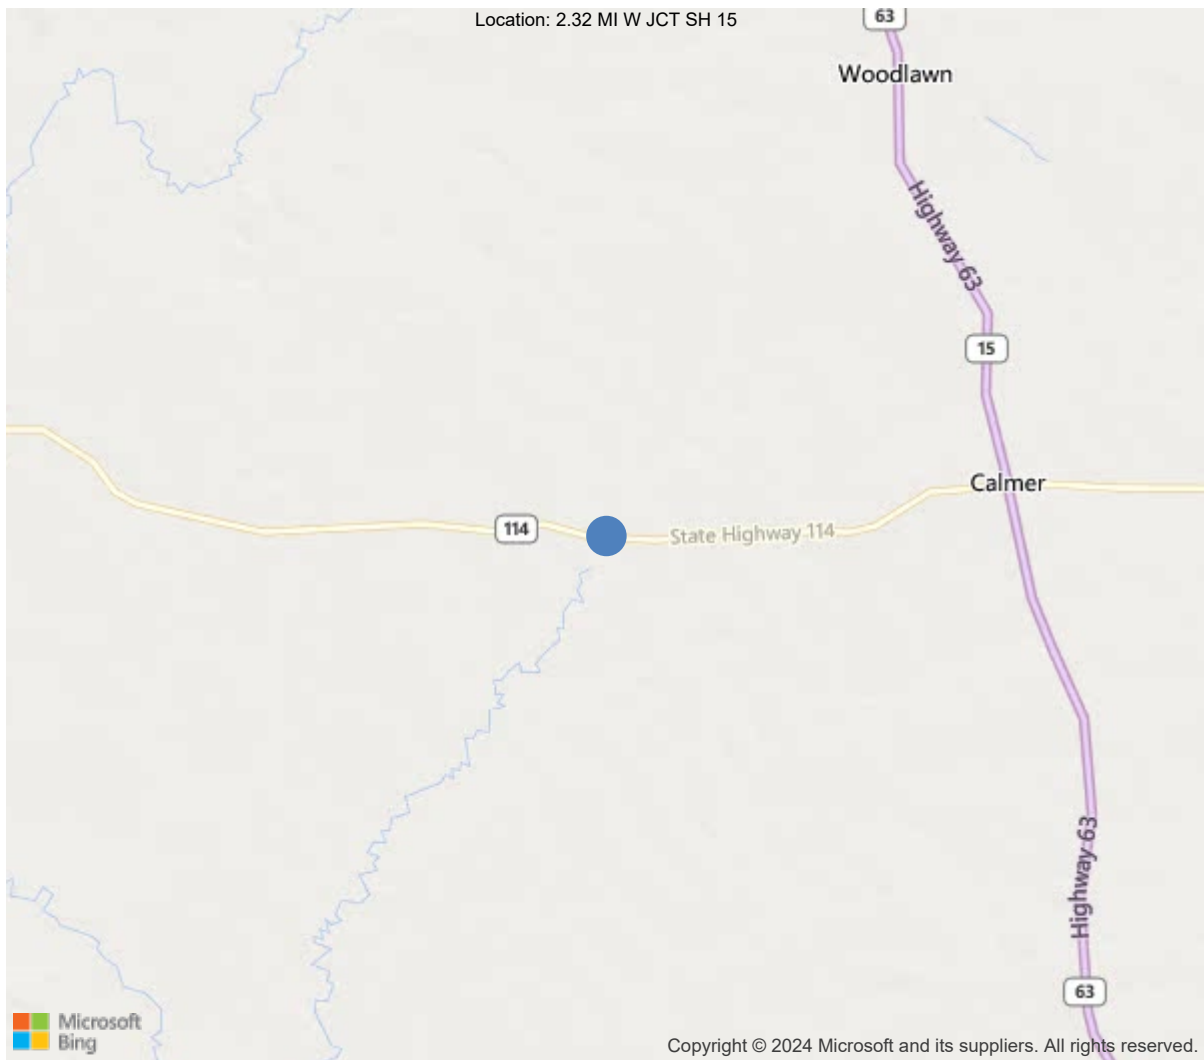 Location: 2.32 MI W JCT SH 15
63
Woodlawn
Highway 63
15
Calmer
114
State Highway 114
Highway 63
63
Microsoft
Bing
Copyright © 2024 Microsoft and its suppliers. All rights reserved.